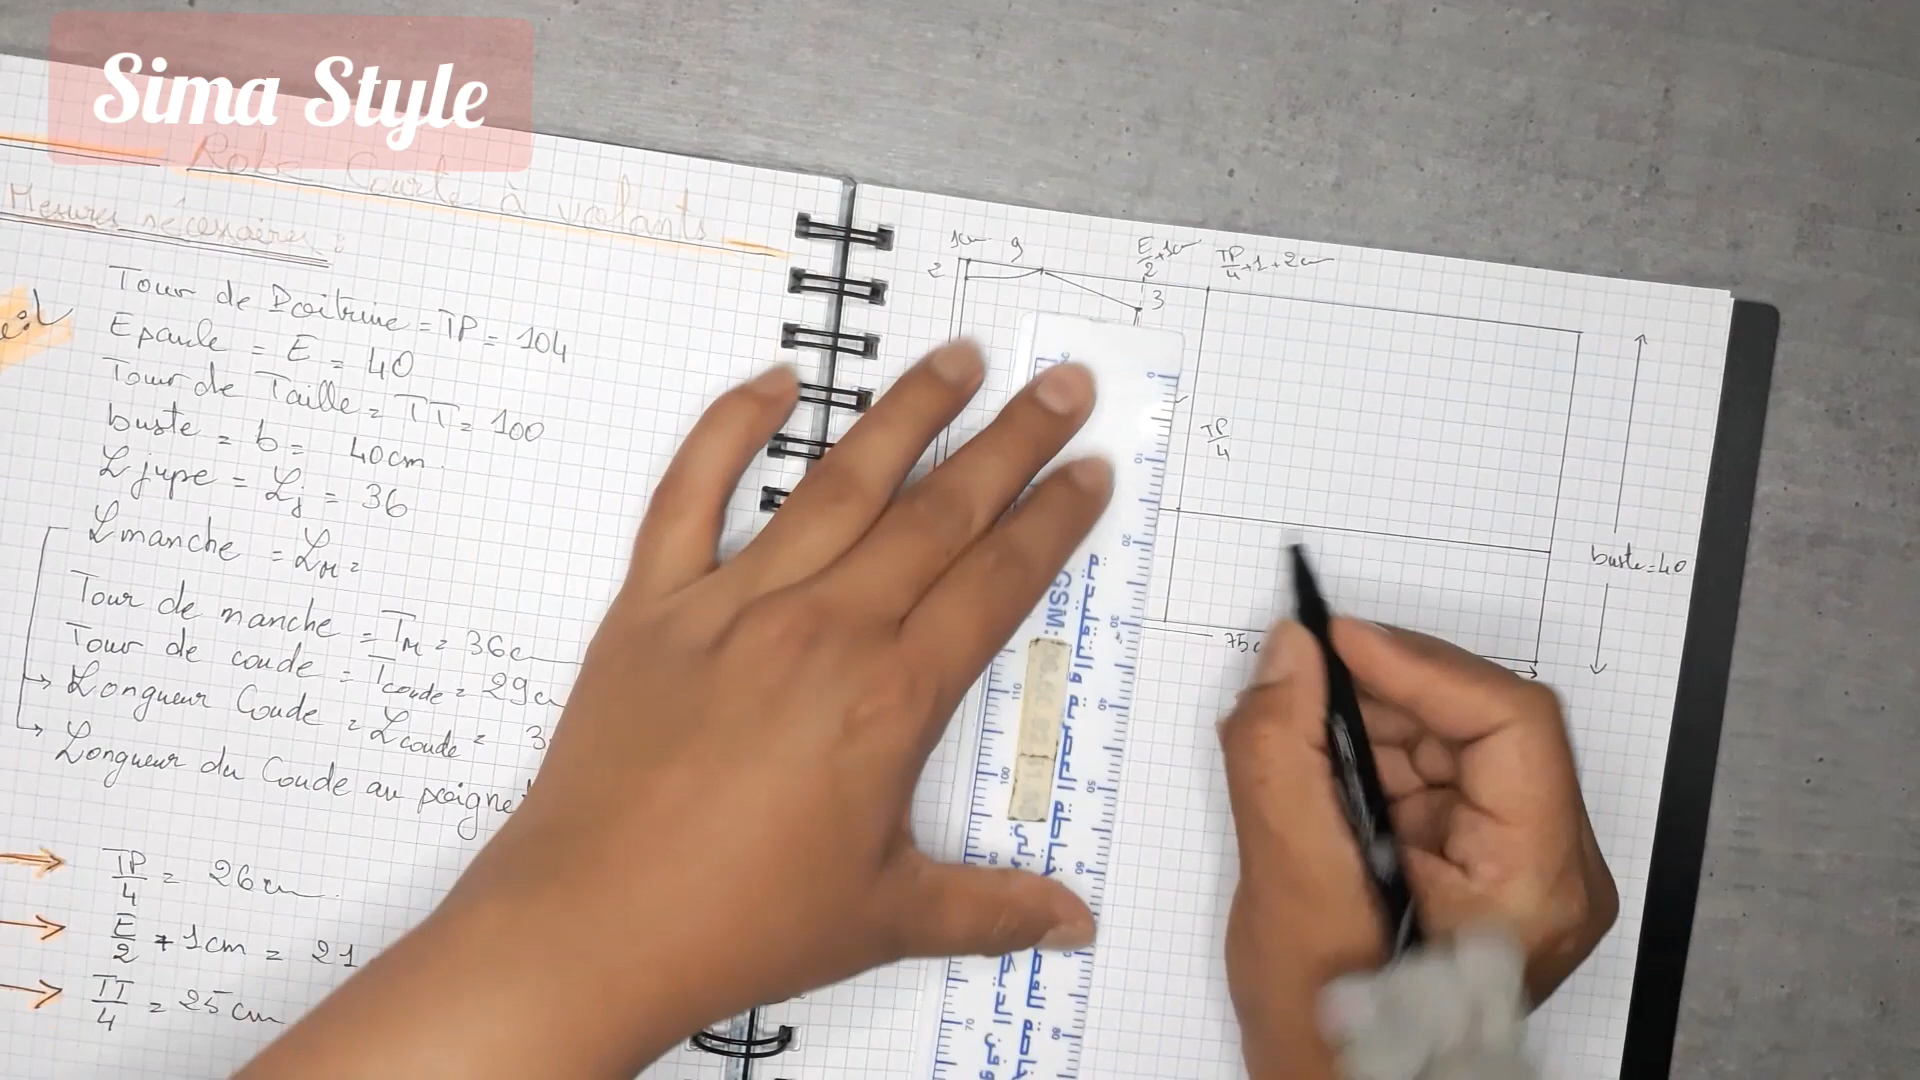 Sima Style
Robe Courte à volants
Mesures nécessaires :
Tour de Poitrine = TP = 104
Epaule = E = 40
Tour de Taille = TT = 100
buste = b = 40cm
L jupe = Lj = 36
L manche = LM =
Tour de manche = TM = 36c
Tour de coude = Tcoude = 29c
Longueur Coude = Lcoude = 3
Longueur du Coude au poignet
TP/4 = 26cm
E/2 + 1cm = 21
TT/4 = 25cm
1cm 9 E/2+1cm TP/4+1+2cm
2
3
TP/4
buste=40
75c
GSM: